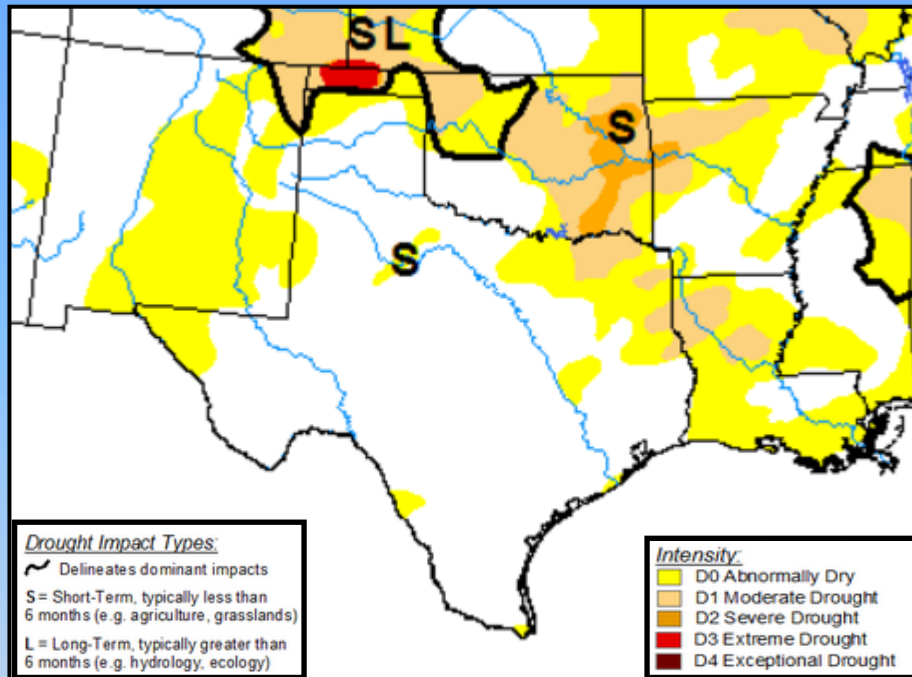 S L
S
S
Drought Impact Types:
Delineates dominant impacts
S = Short-Term, typically less than
6 months (e.g. agriculture, grasslands)
L = Long-Term, typically greater than
6 months (e.g. hydrology, ecology)
Intensity:
D0 Abnormally Dry
D1 Moderate Drought
D2 Severe Drought
D3 Extreme Drought
D4 Exceptional Drought